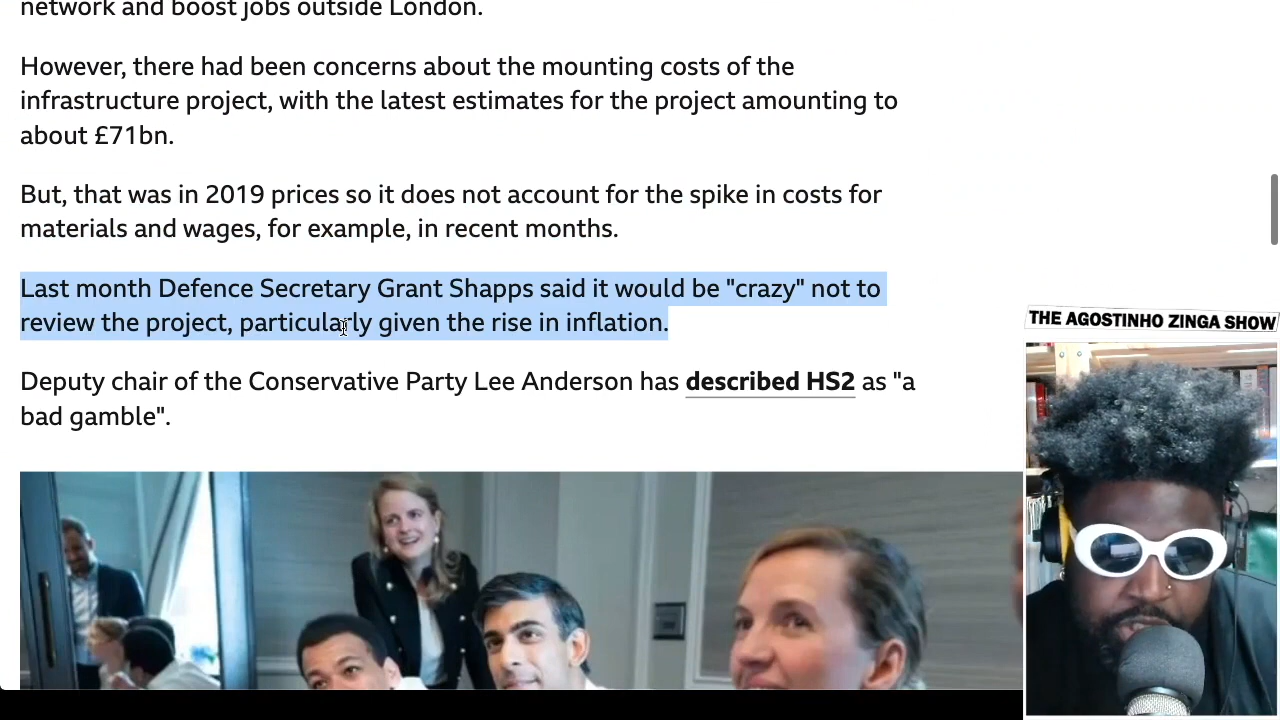 network and boost jobs outside London.
However, there had been concerns about the mounting costs of the
infrastructure project, with the latest estimates for the project amounting to
about £71bn.
But, that was in 2019 prices so it does not account for the spike in costs for
materials and wages, for example, in recent months.
Last month Defence Secretary Grant Shapps said it would be "crazy" not to
review the project, particularly given the rise in inflation.
Deputy chair of the Conservative Party Lee Anderson has described HS2 as "a
bad gamble".
THE AGOSTINHO ZINGA SHOW